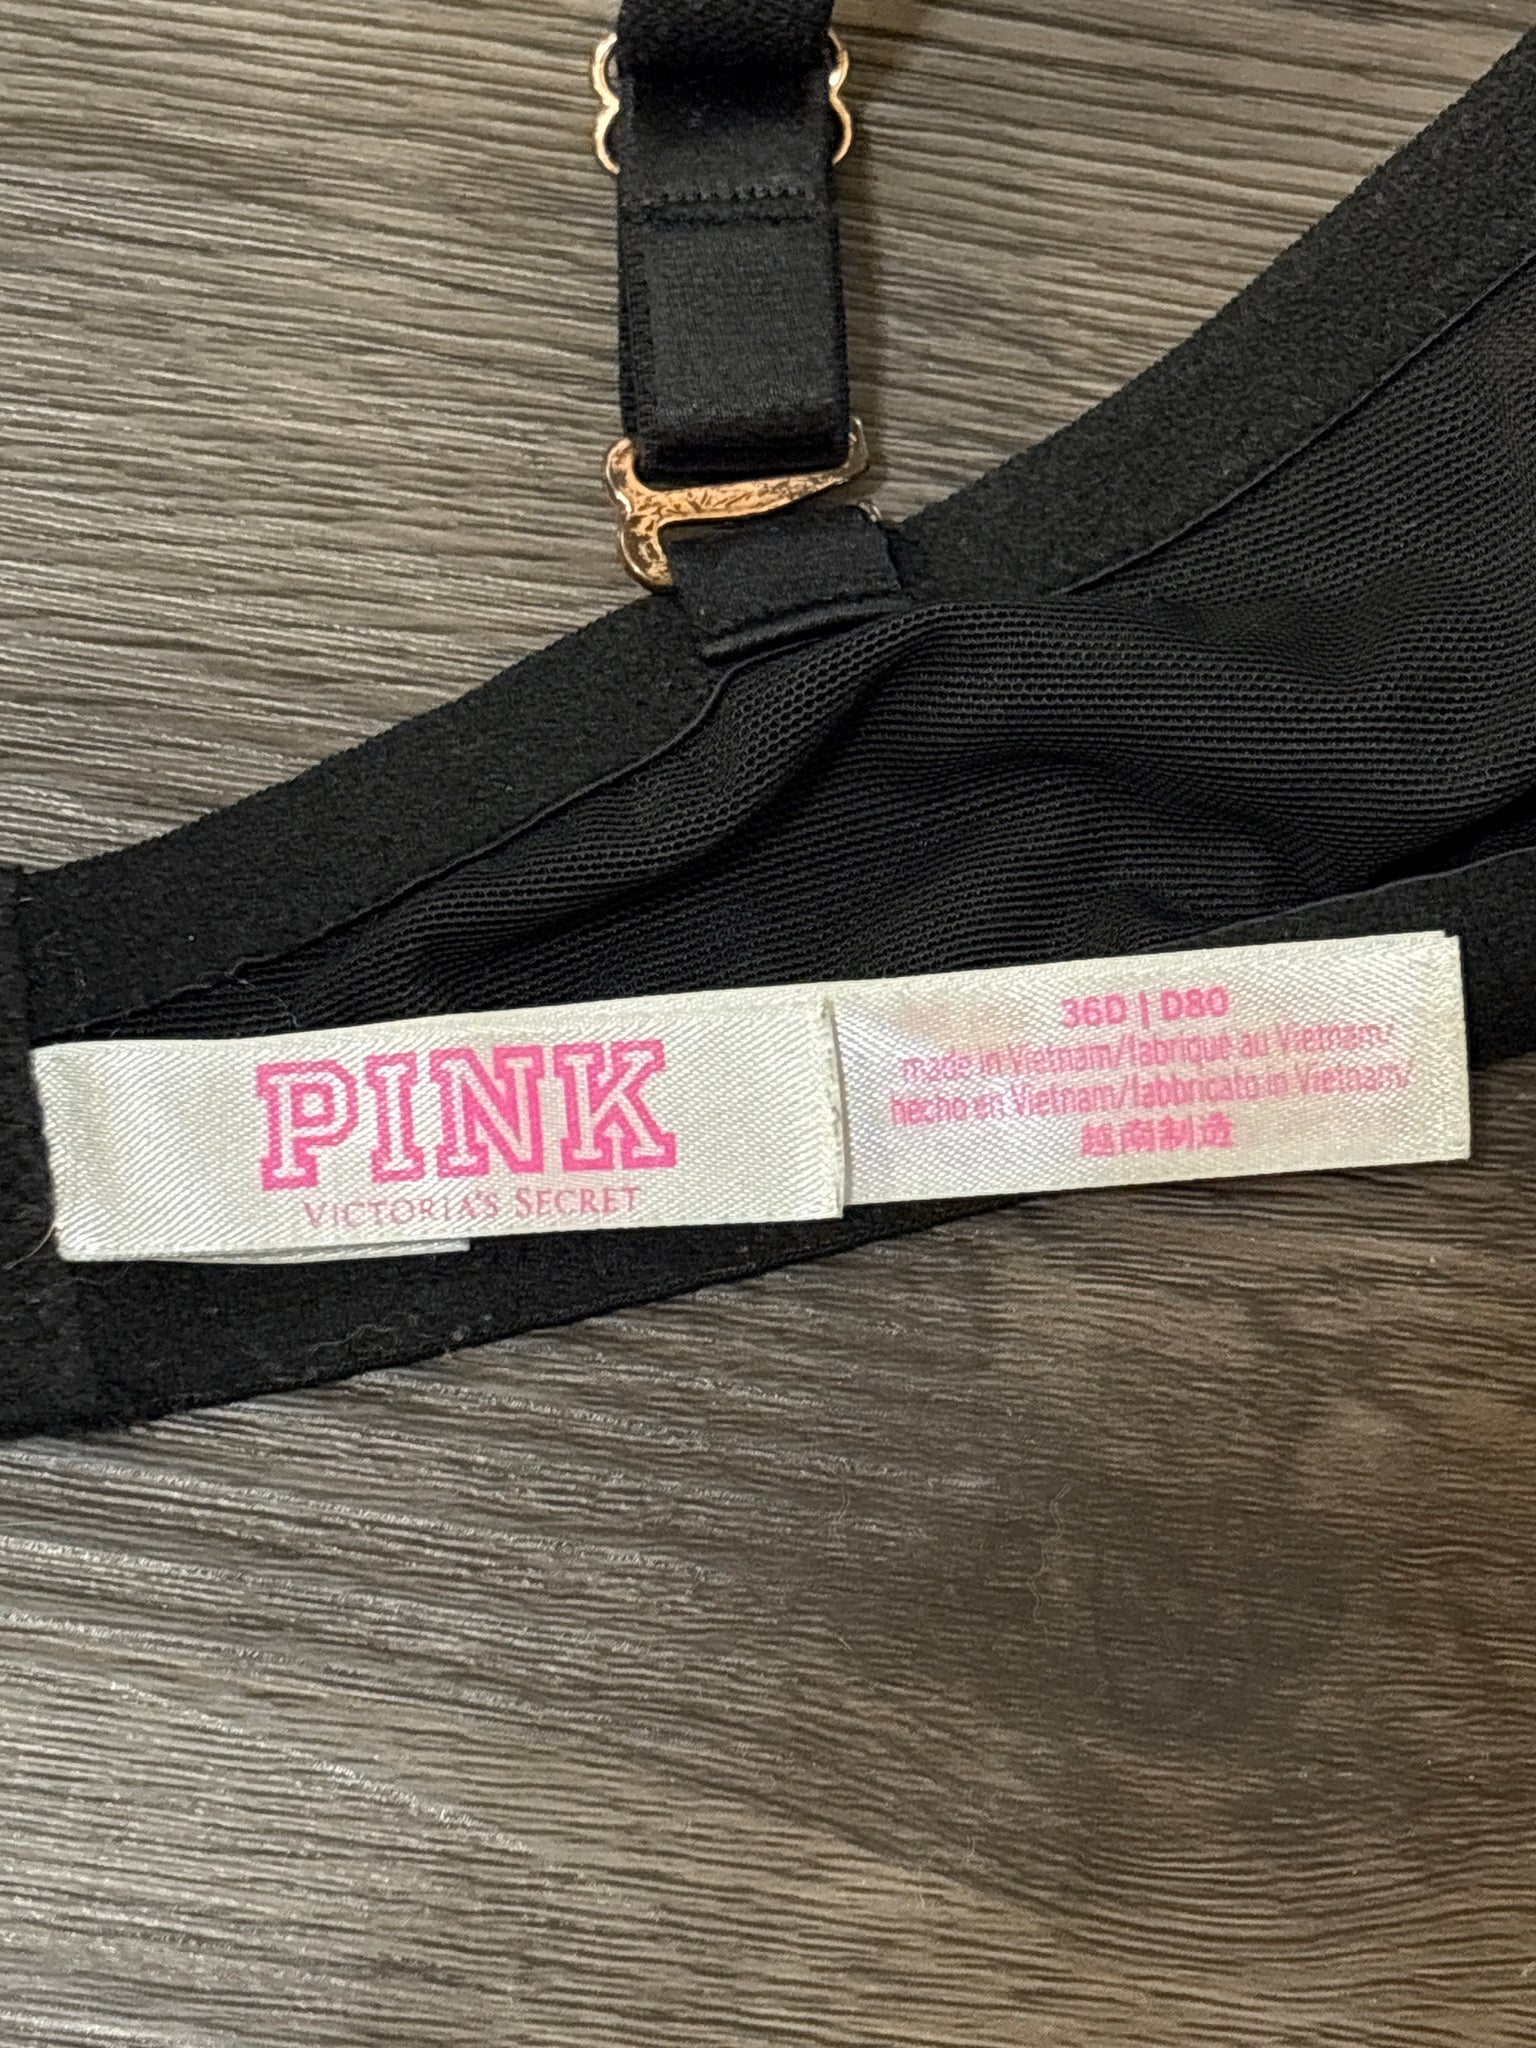 PINK
VICTORIA'S SECRET
36D | D80
made in Vietnam/fabriqué au Vietnam/
hecho en Vietnam/fabbricato in Vietnam/
越南制造